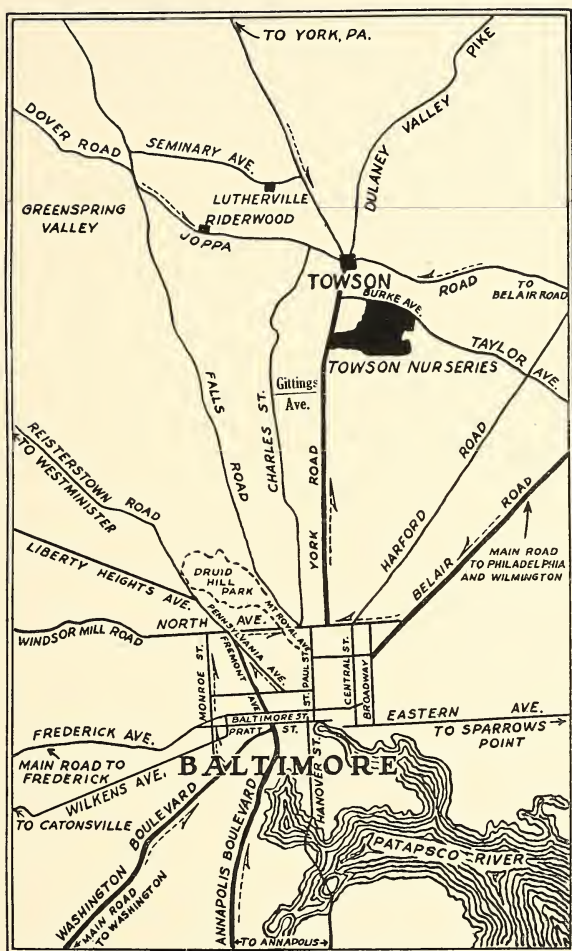 TO YORK, PA.
DULANEY VALLEY PIKE
DOVER ROAD
SEMINARY AVE.
LUTHERVILLE
RIDERWOOD
GREENSPRING
VALLEY
JOPPA ROAD
TOWSON
TO
BELAIR ROAD
BURKE AVE.
TAYLOR AVE.
TOWSON NURSERIES
Gittings
Ave.
FALLS ROAD
CHARLES ST.
YORK ROAD
HARFORD ROAD
BELAIR ROAD
MAIN ROAD
TO PHILADELPHIA
AND WILMINGTON
REISTERSTOWN ROAD
TO WESTMINISTER
LIBERTY HEIGHTS AVE.
DRUID
HILL
PARK
MT ROYAL AVE
WINDSOR MILL ROAD
NORTH AVE.
PENNSYLVANIA AVE.
FREMONT AVE
MONROE ST.
ST. PAUL ST.
CENTRAL ST.
BROADWAY
BALTIMORE ST.
PRATT ST.
EASTERN AVE.
TO SPARROWS
POINT
FREDERICK AVE.
MAIN ROAD TO
FREDERICK
WILKENS AVE.
TO CATONSVILLE
BALTIMORE
HANOVER ST.
WASHINGTON BOULEVARD
MAIN ROAD
TO WASHINGTON
ANNAPOLIS BOULEVARD
TO ANNAPOLIS
PATAPSCO RIVER